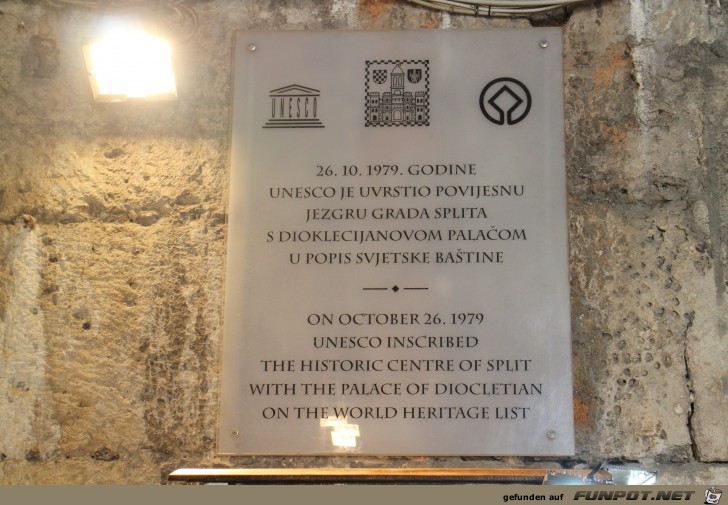 UNESCO
26. 10. 1979. GODINE
UNESCO JE UVRSTIO POVIJESNU
JEZGRU GRADA SPLITA
S DIOKLECIJANOVOM PALAČOM
U POPIS SVJETSKE BAŠTINE
ON OCTOBER 26. 1979
UNESCO INSCRIBED
THE HISTORIC CENTRE OF SPLIT
WITH THE PALACE OF DIOCLETIAN
ON THE WORLD HERITAGE LIST
gefunden auf FUNPOT.NET